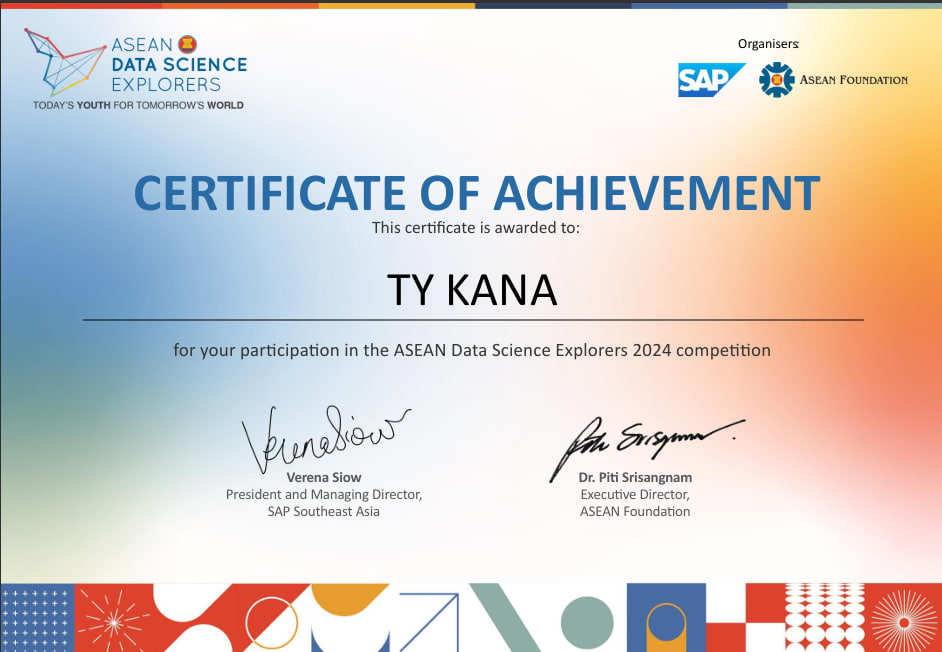 ASEAN
DATA SCIENCE
EXPLORERS
TODAY'S YOUTH FOR TOMORROW'S WORLD
Organisers:
SAP
ASEAN FOUNDATION
CERTIFICATE OF ACHIEVEMENT
This certificate is awarded to:
TY KANA
for your participation in the ASEAN Data Science Explorers 2024 competition
Verena Siow
Verena Siow
President and Managing Director,
SAP Southeast Asia
Dr. Piti Srisangnam
Executive Director,
ASEAN Foundation